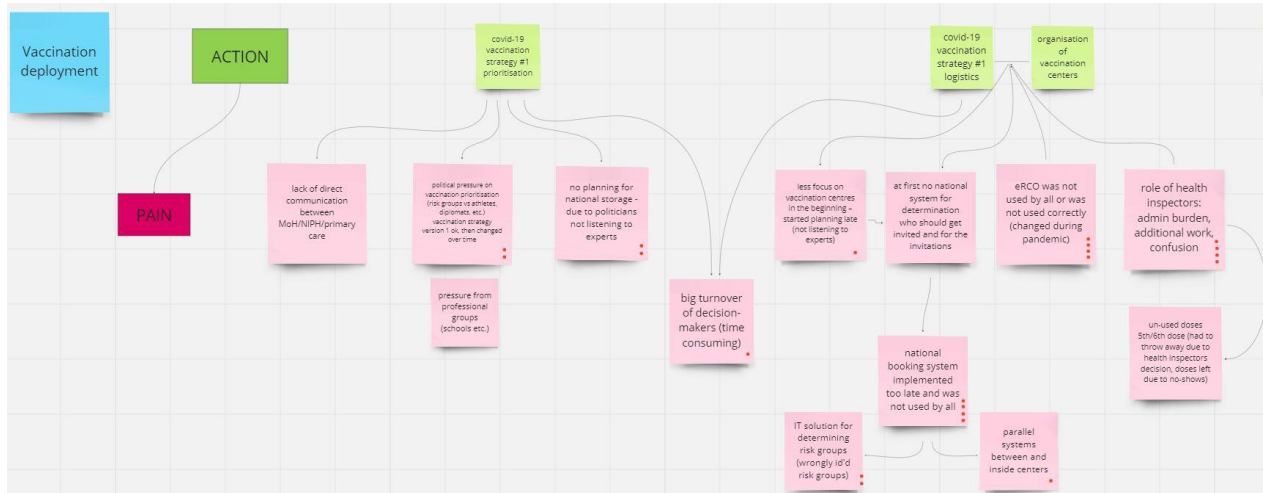 Vaccination
deployment
ACTION
PAIN
covid-19
vaccination
strategy #1
prioritisation
covid-19
vaccination
strategy #1
logistics
organisation
of
vaccination
centers
lack of direct
communication
between
MoH/NIPH/primary
care
political pressure on
vaccination prioritisation
(risk groups vs athletes,
diplomats, etc.)
vaccination strategy
version 1 ok, then changed
over time
no planning for
national storage -
due to politicians
not listening to
experts
less focus on
vaccination centres
in the beginning –
started planning late
(not listening to
experts)
at first no national
system for
determination
who should get
invited and for the
invitations
eRCO was not
used by all or was
not used correctly
(changed during
pandemic)
role of health
inspectors:
admin burden,
additional work,
confusion
pressure from
professional
groups
(schools etc.)
big turnover
of decision-
makers (time
consuming)
un-used doses
5th/6th dose (had to
throw away due to
health inspectors
decision, doses left
due to no-shows)
national
booking system
implemented
too late and was
not used by all
IT solution for
determining
risk groups
(wrongly id'd
risk groups)
parallel
systems
between and
inside centers